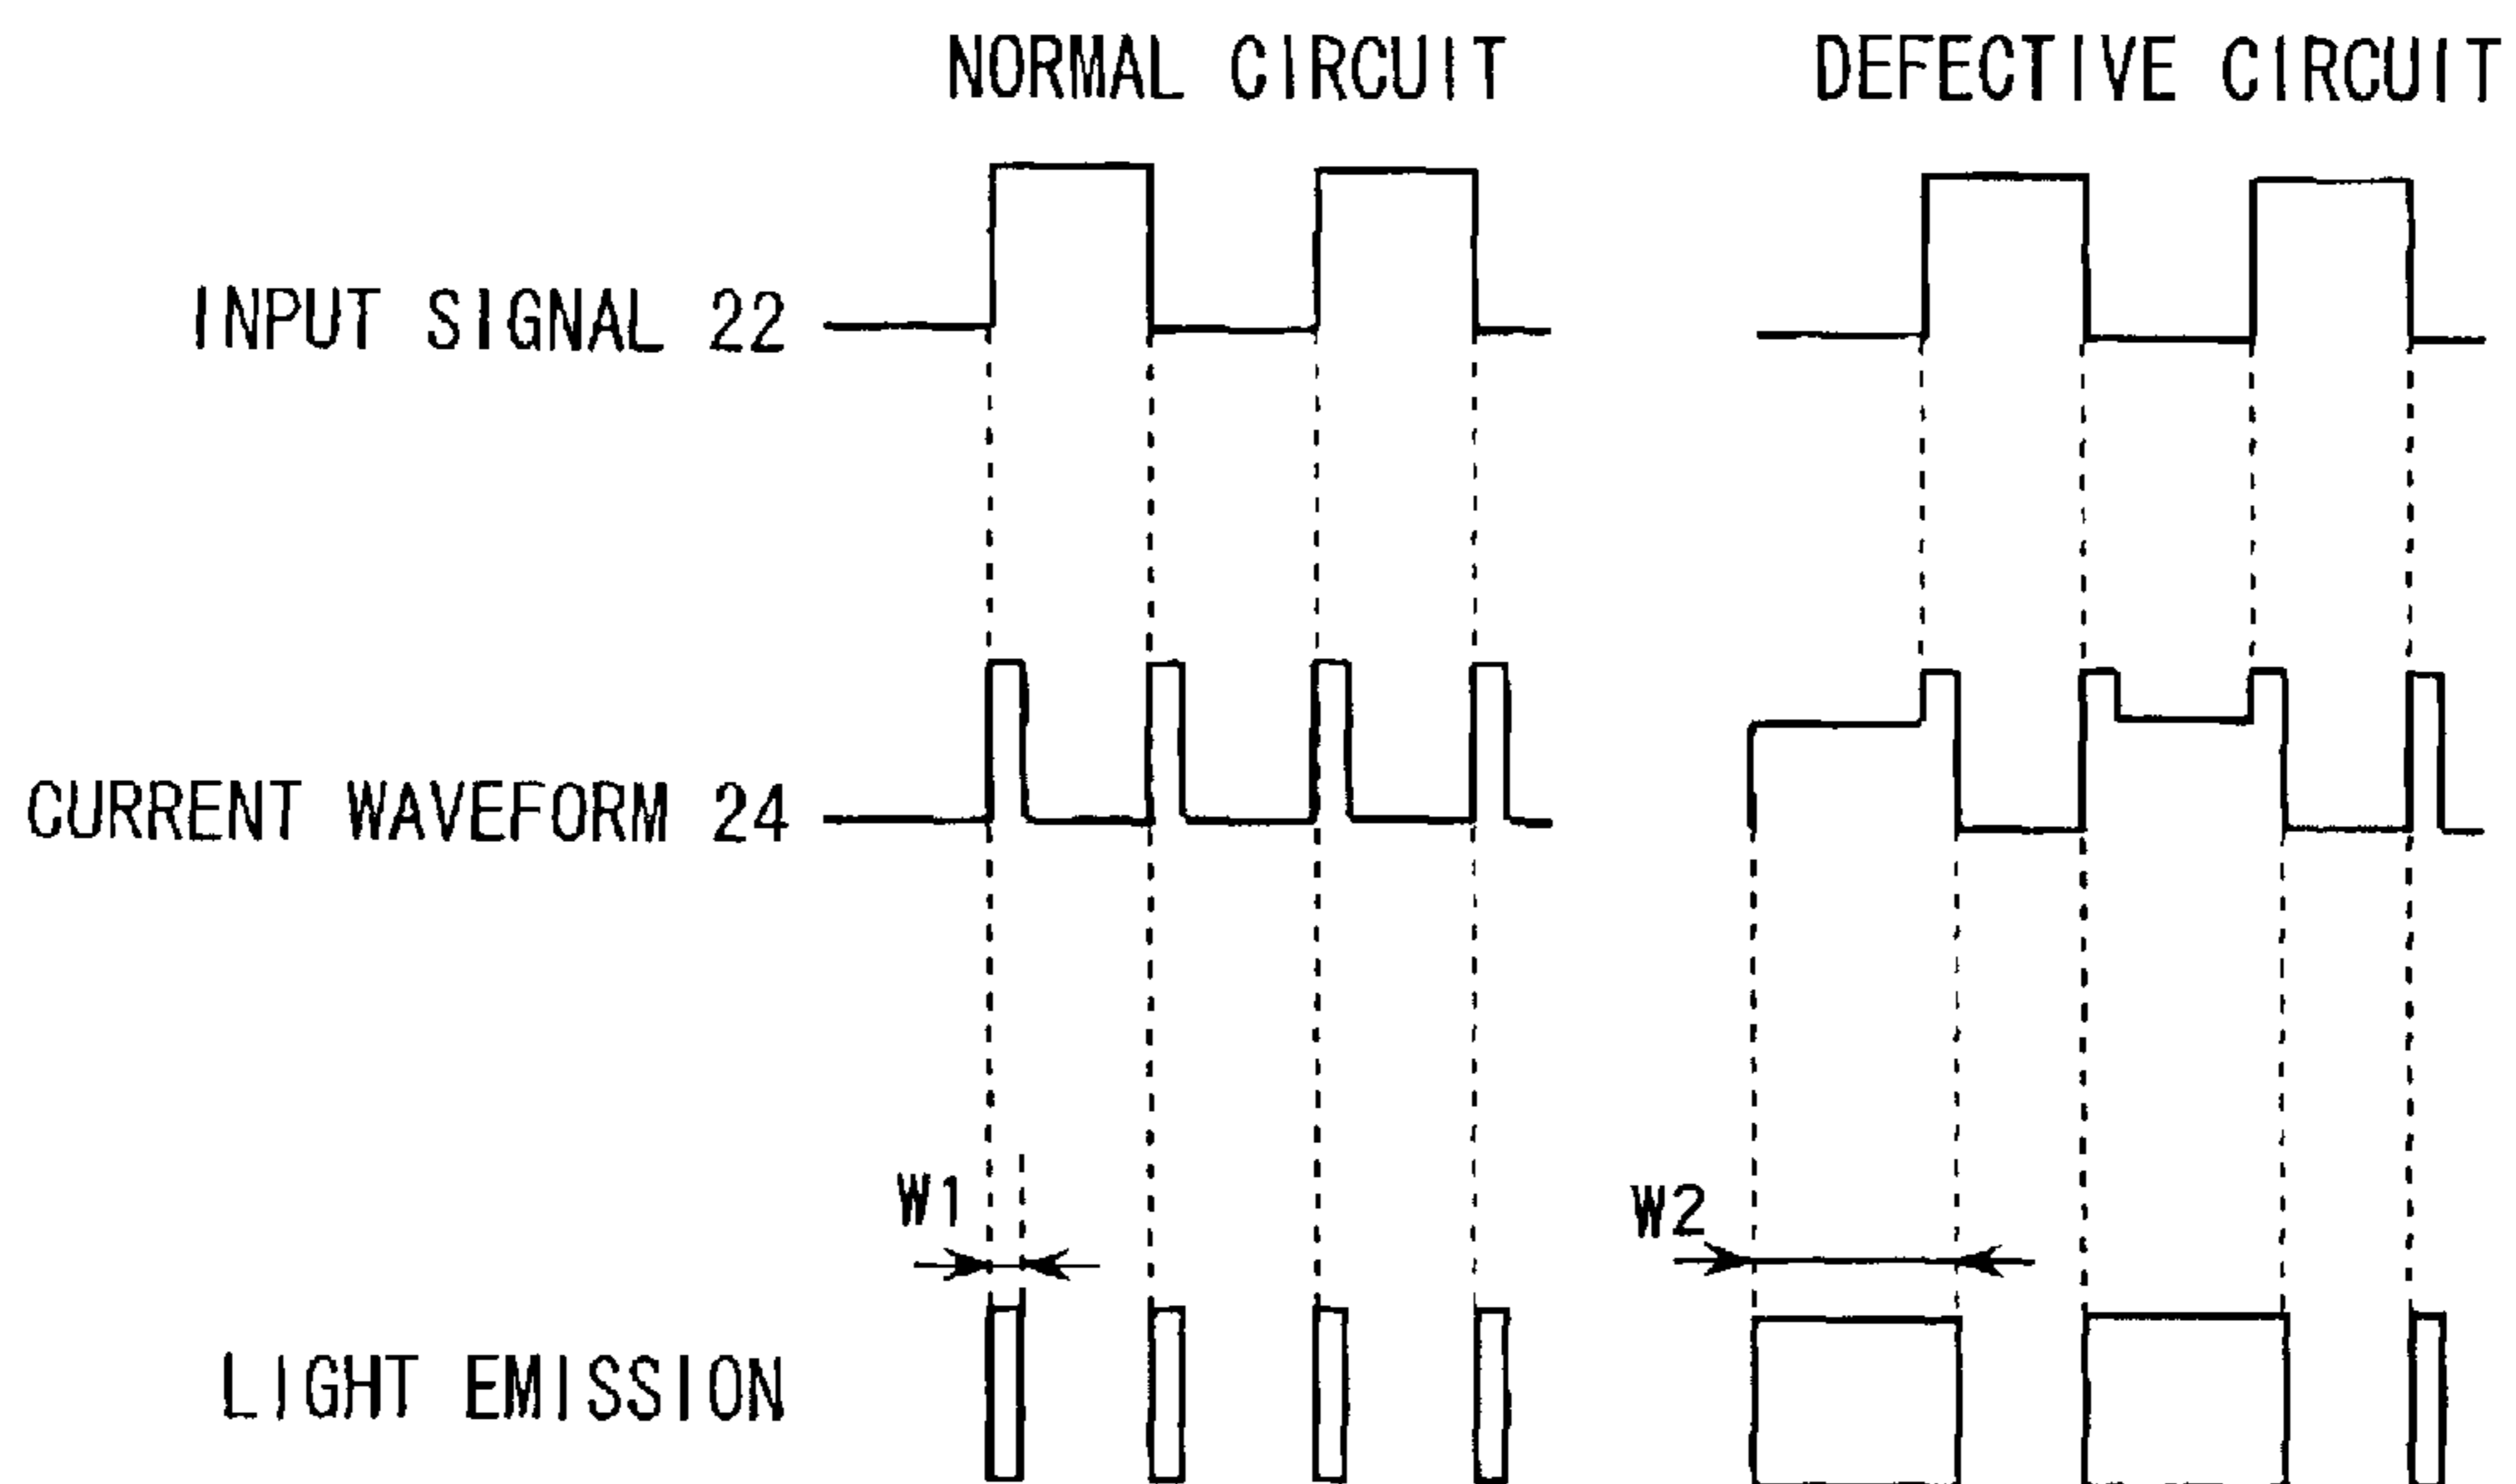 NORMAL CIRCUIT
DEFECTIVE CIRCUIT
INPUT SIGNAL 22
CURRENT WAVEFORM 24
W1
W2
LIGHT EMISSION